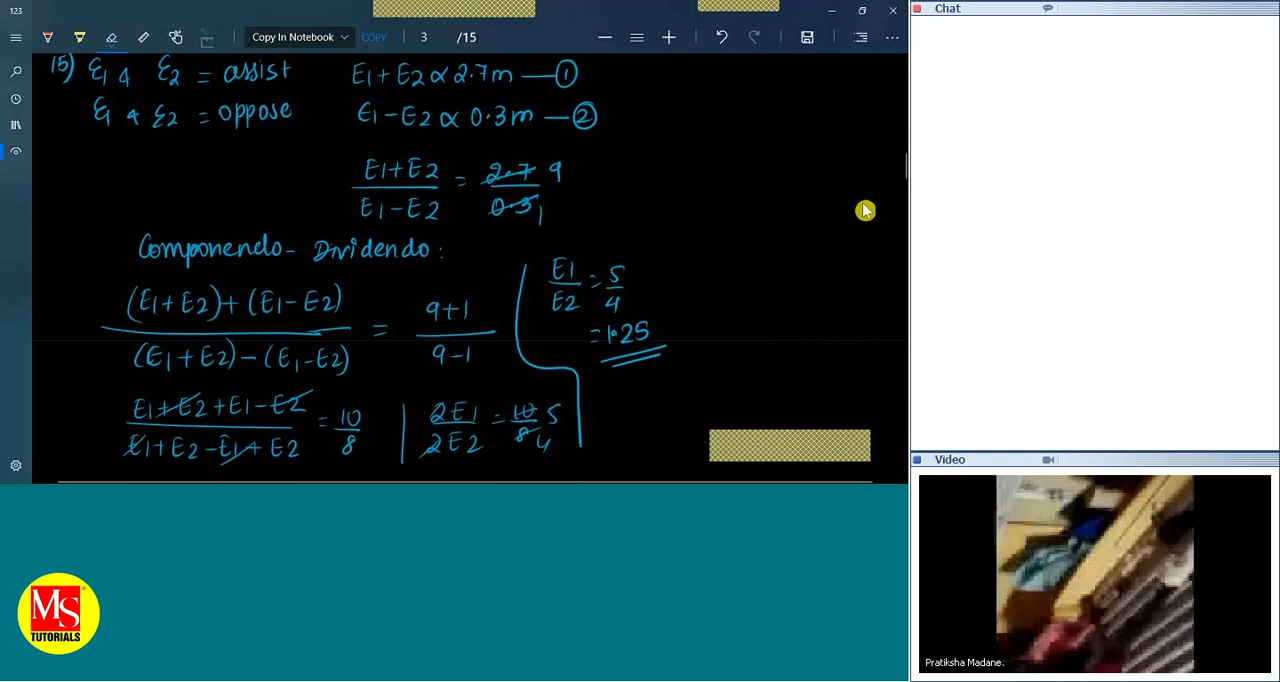 123
Chat
Copy In Notebook
COPY
3
/15
15) E1 & E2 = assist E1+E2 ∝ 2.7m —①
E1 & E2 = oppose E1-E2 ∝ 0.3m —②
E1+E2 / E1-E2 = 2.7 / 0.3 9 / 1
Componendo - Dividendo :
(E1+E2)+(E1-E2) / (E1+E2)-(E1-E2) = 9+1 / 9-1
E1+E2+E1-E2 / E1+E2-E1+E2 = 10/8 | 2E1/2E2 = 10/8 5/4
E1/E2 = 5/4
= 1.25
Video
MS
TUTORIALS
Pratiksha Madane.